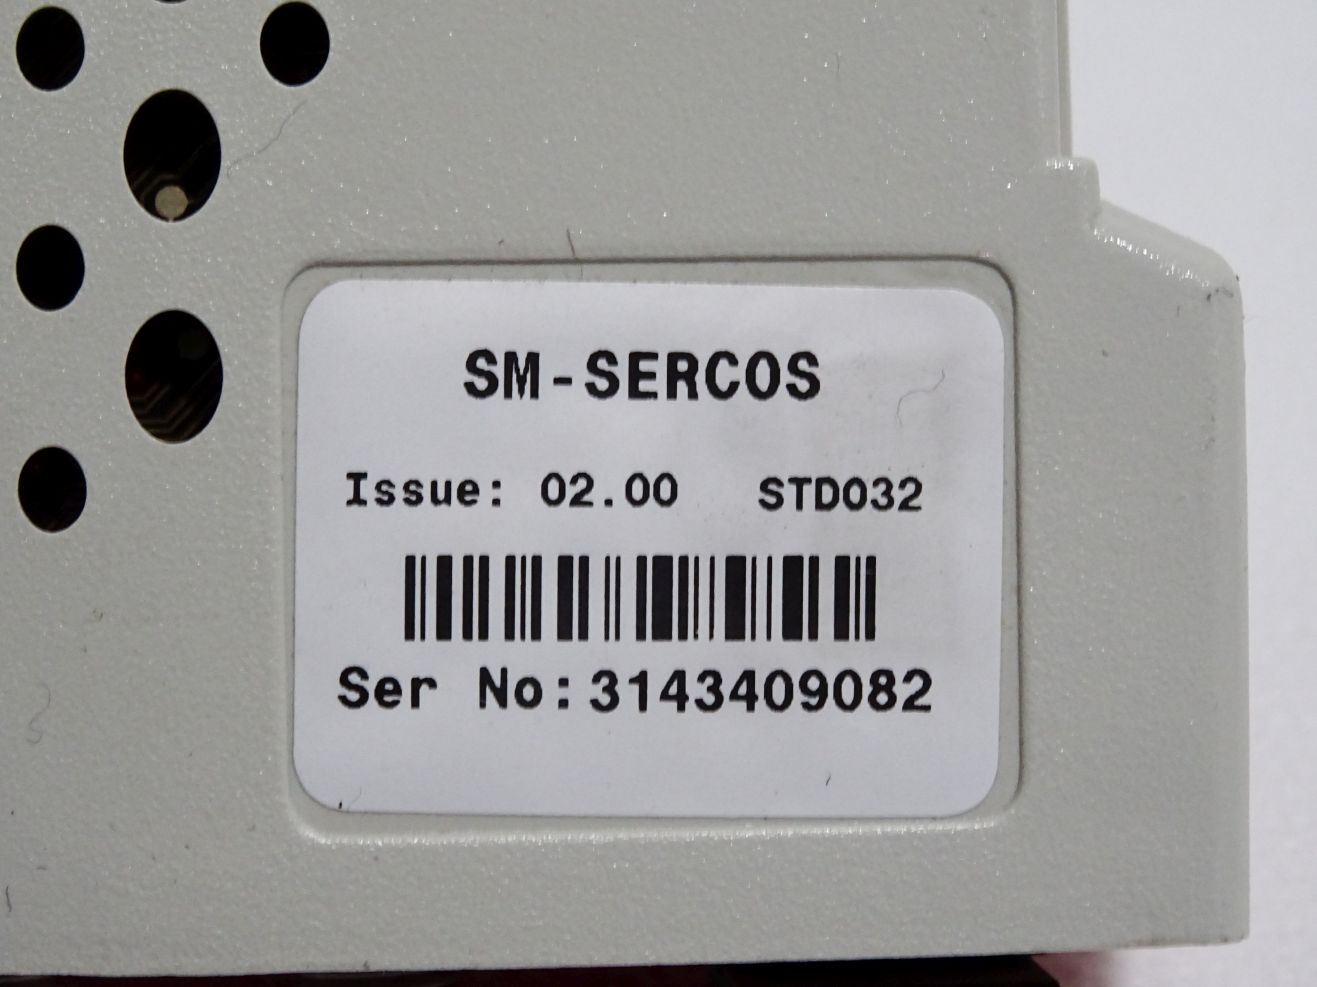 SM-SERCOS
Issue: 02.00 STD032
Ser No:3143409082